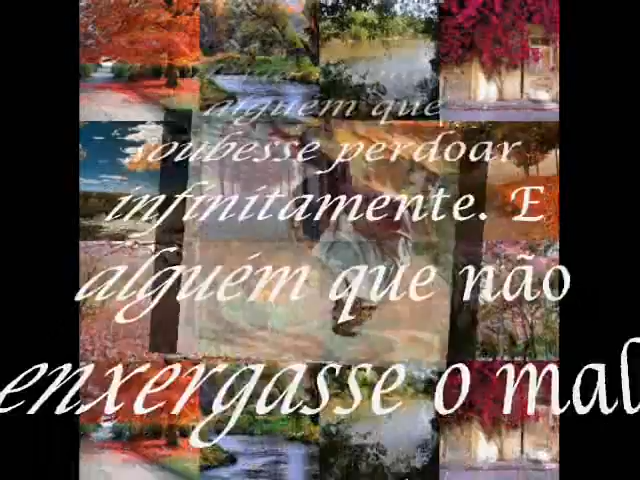 alguém que
soubesse perdoar
infinitamente. E
alguém que não
enxergasse o mal